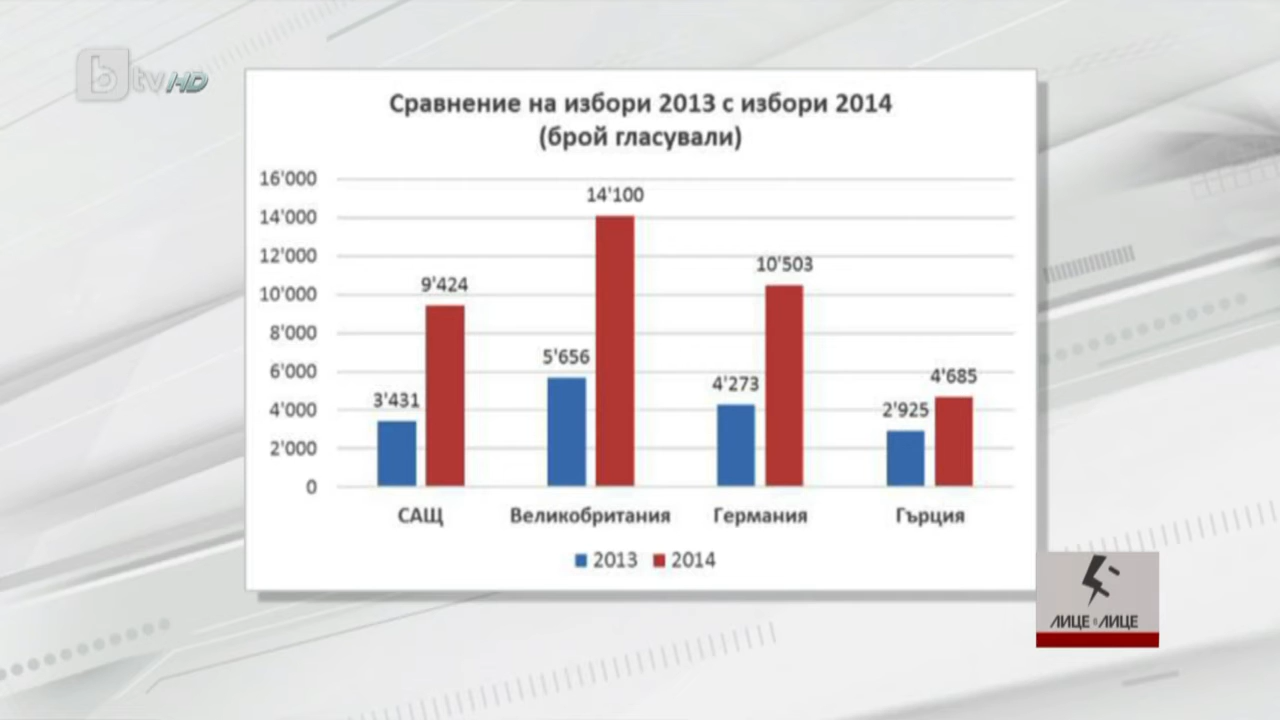 btv HD
Сравнение на избори 2013 с избори 2014
(брой гласували)
16'000
14'000
12'000
10'000
8'000
6'000
4'000
2'000
0
3'431
9'424
5'656
14'100
4'273
10'503
2'925
4'685
САЩ
Великобритания
Германия
Гърция
2013
2014
ЛИЦЕ В ЛИЦЕ